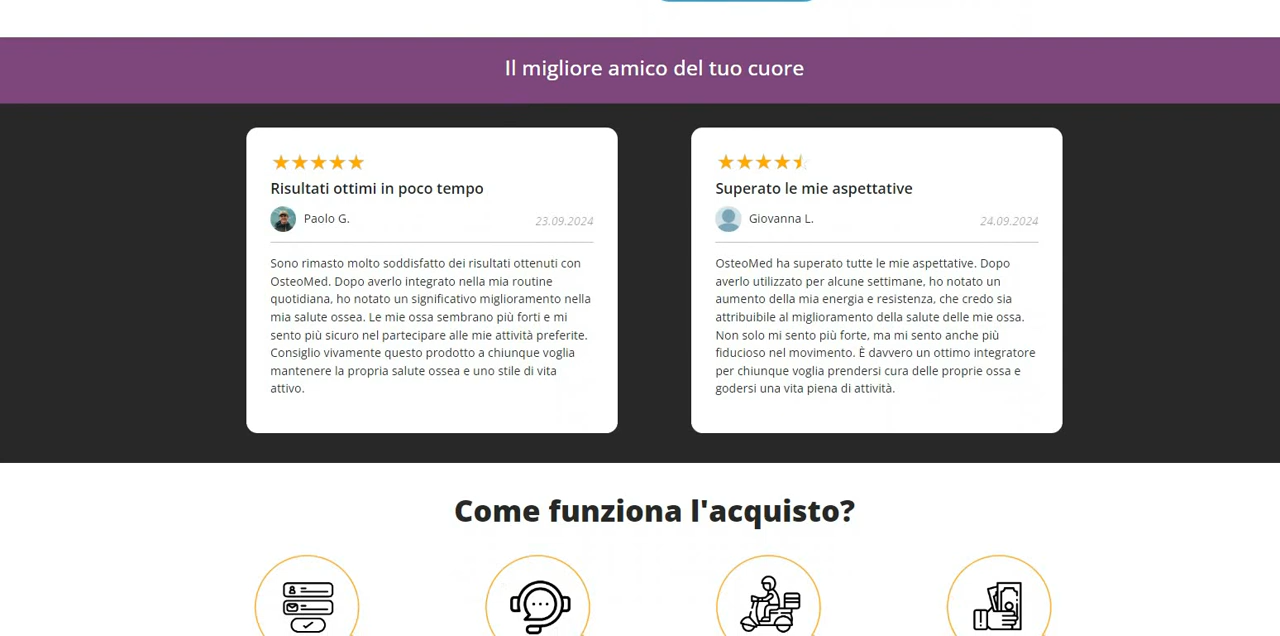 Il migliore amico del tuo cuore
Risultati ottimi in poco tempo
Paolo G.
23.09.2024
Sono rimasto molto soddisfatto dei risultati ottenuti con
OsteoMed. Dopo averlo integrato nella mia routine
quotidiana, ho notato un significativo miglioramento nella
mia salute ossea. Le mie ossa sembrano più forti e mi
sento più sicuro nel partecipare alle mie attività preferite.
Consiglio vivamente questo prodotto a chiunque voglia
mantenere la propria salute ossea e uno stile di vita
attivo.
Superato le mie aspettative
Giovanna L.
24.09.2024
OsteoMed ha superato tutte le mie aspettative. Dopo
averlo utilizzato per alcune settimane, ho notato un
aumento della mia energia e resistenza, che credo sia
attribuibile al miglioramento della salute delle mie ossa.
Non solo mi sento più forte, ma mi sento anche più
fiducioso nel movimento. È davvero un ottimo integratore
per chiunque voglia prendersi cura delle proprie ossa e
godersi una vita piena di attività.
Come funziona l'acquisto?